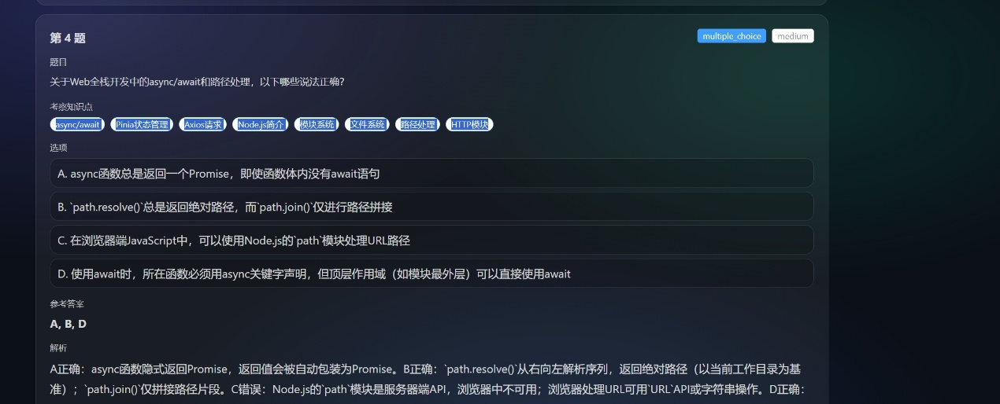 第 4 题
multiple_choice
medium
题目
关于Web全栈开发中的async/await和路径处理，以下哪些说法正确？
考察知识点
async/await
Pinia状态管理
Axios请求
Node.js简介
模块系统
文件系统
路径处理
HTTP模块
选项
A. async函数总是返回一个Promise，即使函数体内没有await语句
B. `path.resolve()`总是返回绝对路径，而`path.join()`仅进行路径拼接
C. 在浏览器端JavaScript中，可以使用Node.js的`path`模块处理URL路径
D. 使用await时，所在函数必须用async关键字声明，但顶层作用域（如模块最外层）可以直接使用await
参考答案
A, B, D
解析
A正确：async函数隐式返回Promise，返回值会被自动包装为Promise。B正确：`path.resolve()`从右向左解析序列，返回绝对路径（以当前工作目录为基
准）；`path.join()`仅拼接路径片段。C错误：Node.js的`path`模块是服务器端API，浏览器中不可用；浏览器处理URL可用`URL`API或字符串操作。D正确：